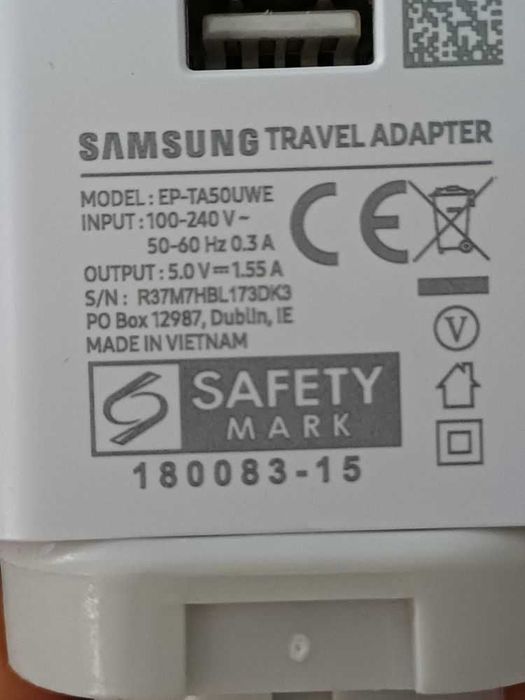 SAMSUNG TRAVEL ADAPTER
MODEL : EP-TA50UWE
INPUT : 100-240 V ~
50-60 Hz 0.3 A
OUTPUT : 5.0 V⎓1.55 A
S/N : R37M7HBL173DK3
PO Box 12987, Dublin, IE
MADE IN VIETNAM
CE
V
SAFETY
MARK
180083-15